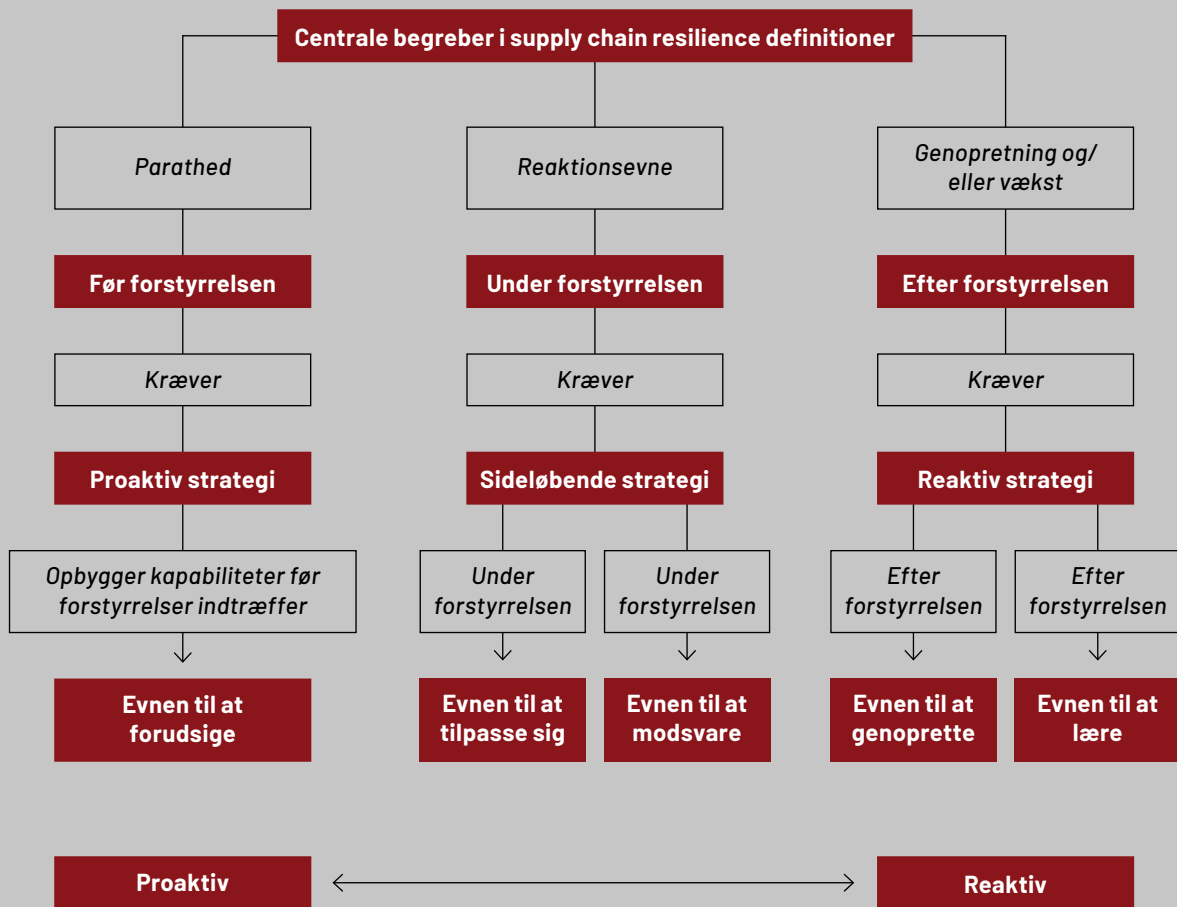 Centrale begreber i supply chain resilience definitioner
Parathed
Reaktionsevne
Genopretning og/
eller vækst
Før forstyrrelsen
Under forstyrrelsen
Efter forstyrrelsen
Kræver
Kræver
Kræver
Proaktiv strategi
Sideløbende strategi
Reaktiv strategi
Opbygger kapabiliteter før
forstyrrelser indtræffer
Under
forstyrrelsen
Under
forstyrrelsen
Efter
forstyrrelsen
Efter
forstyrrelsen
Evnen til at
forudsige
Evnen til at
tilpasse sig
Evnen til at
modsvare
Evnen til at
genoprette
Evnen til at
lære
Proaktiv
Reaktiv